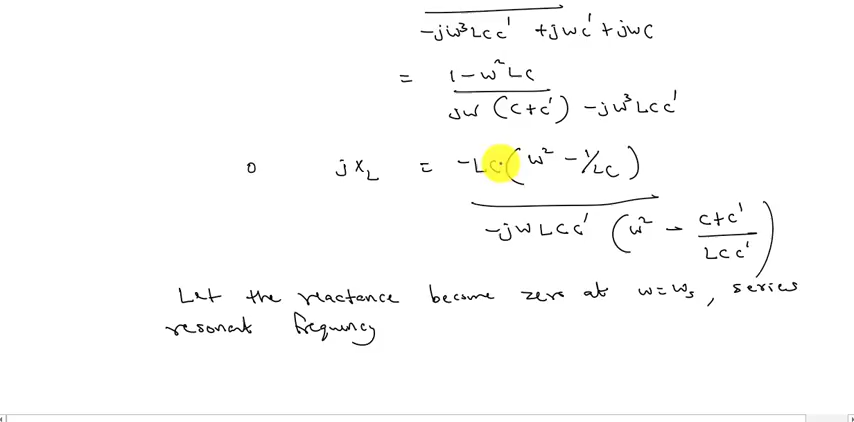 -jω³LCC' + jωC' + jωC
= 1-ω²LC
jω (C+C') - jω³LCC'
0 jX_L = -LC (ω² - 1/LC)
-jωLCC' (ω² - C+C'
LCC')
Let the reactance become zero at ω=ω_s, series
resonant frequency